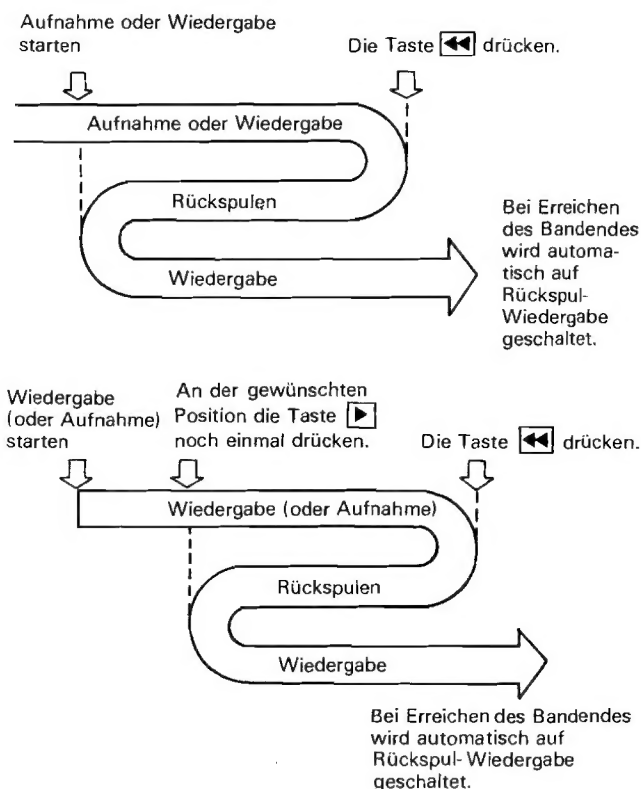 Aufnahme oder Wiedergabe
starten
Die Taste ◀◀ drücken.
Aufnahme oder Wiedergabe
Rückspulen
Wiedergabe
Bei Erreichen
des Bandendes
wird automa-
tisch auf
Rückspul-
Wiedergabe
geschaltet.
Wiedergabe
(oder Aufnahme)
starten
An der gewünschten
Position die Taste ▶
noch einmal drücken.
Die Taste ◀◀ drücken.
Wiedergabe (oder Aufnahme)
Rückspulen
Wiedergabe
Bei Erreichen des Bandendes
wird automatisch auf
Rückspul-Wiedergabe
geschaltet.